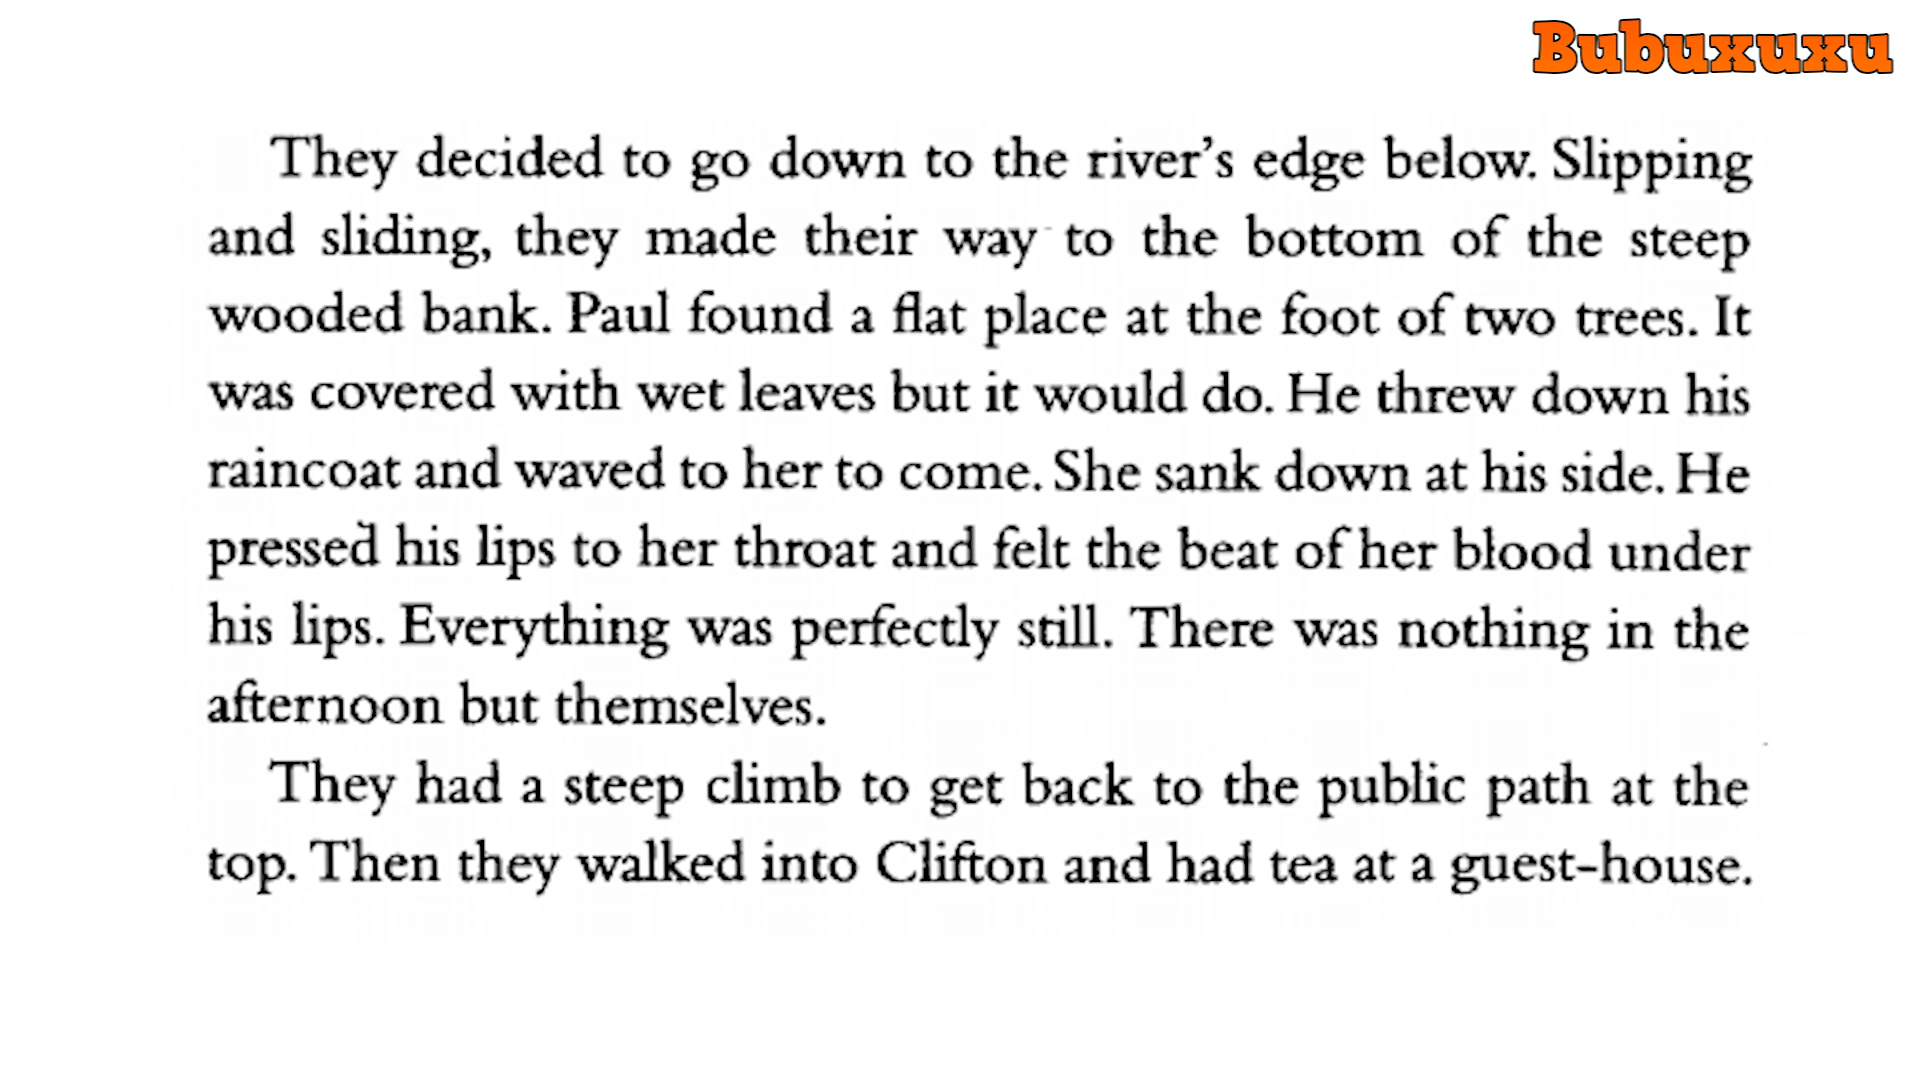 Bubuxuxu
They decided to go down to the river’s edge below. Slipping
and sliding, they made their way to the bottom of the steep
wooded bank. Paul found a flat place at the foot of two trees. It
was covered with wet leaves but it would do. He threw down his
raincoat and waved to her to come. She sank down at his side. He
pressed his lips to her throat and felt the beat of her blood under
his lips. Everything was perfectly still. There was nothing in the
afternoon but themselves.
They had a steep climb to get back to the public path at the
top. Then they walked into Clifton and had tea at a guest-house.